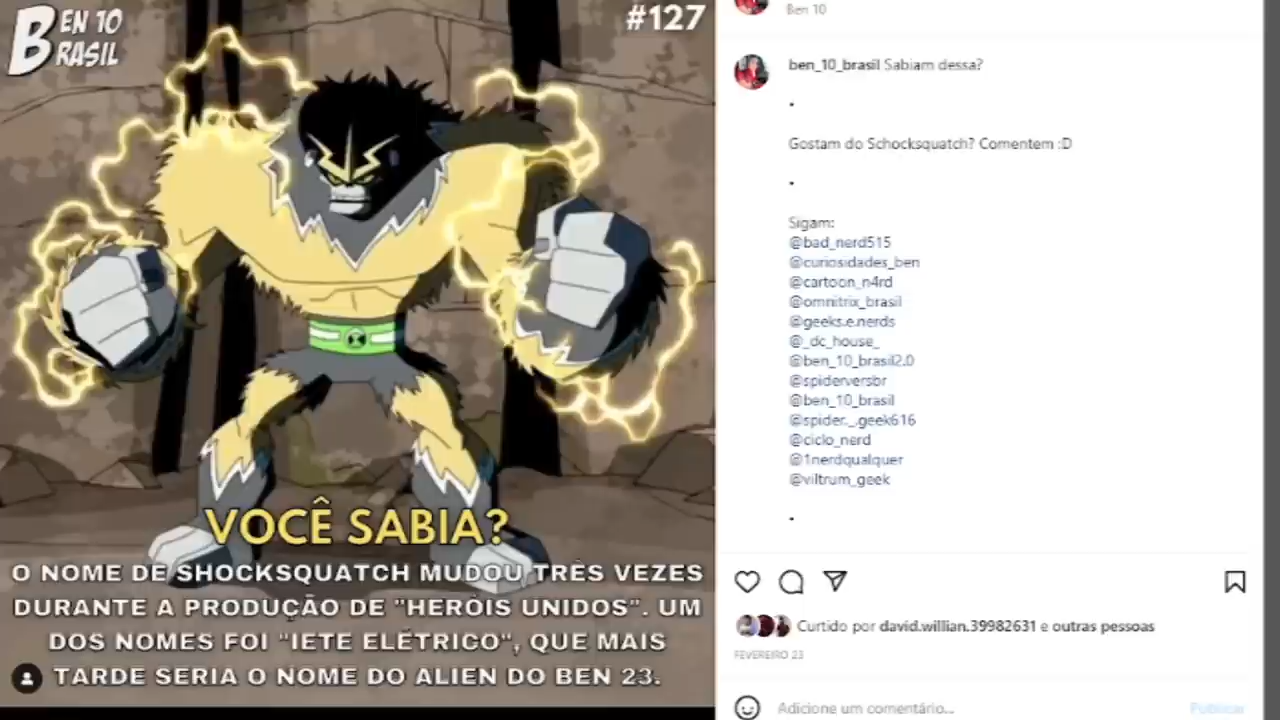 BEN 10
BRASIL
#127
VOCÊ SABIA?
O NOME DE SHOCKSQUATCH MUDOU TRÊS VEZES
DURANTE A PRODUÇÃO DE "HERÓIS UNIDOS". UM
DOS NOMES FOI "IETE ELÉTRICO", QUE MAIS
TARDE SERIA O NOME DO ALIEN DO BEN 23.
Ben 10
ben_10_brasil Sabiam dessa?
.
Gostam do Schocksquatch? Comentem :D
.
Sigam:
@bad_nerd515
@curiosidades_ben
@cartoon_n4rd
@omnitrix_brasil
@geeks.e.nerds
@_dc_house_
@ben_10_brasil2.0
@spiderversbr
@ben_10_brasil
@spider._.geek616
@ciclo_nerd
@1nerdqualquer
@viltrum_geek
.
Curtido por david.willian.39982631 e outras pessoas
FEVEREIRO 23
Adicione um comentário...
Publicar